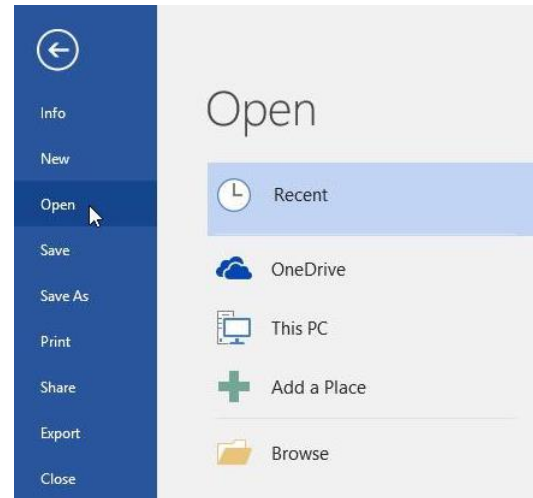 Info
New
Open
Save
Save As
Print
Share
Export
Close
Open
Recent
OneDrive
This PC
Add a Place
Browse